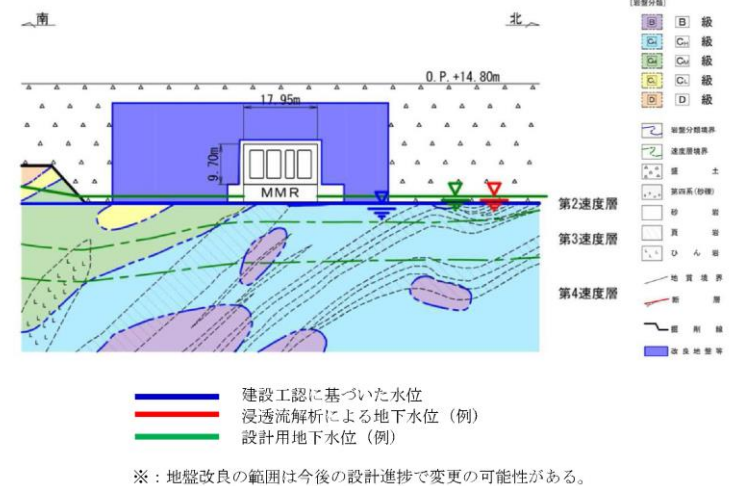 [岩盤分類]
南
北
B B 級
CH CH 級
CM CM 級
CL CL 級
D D 級
O.P.+14.80m
17.95m
9.70m
MMR
岩盤分類境界
速度層境界
盛 土
第四系(砂礫)
砂 岩
頁 岩
ひ ん 岩
地 質 境 界
断 層
掘 削 線
改 良 地 盤 等
第2速度層
第3速度層
第4速度層
建設工認に基づいた水位
浸透流解析による地下水位（例）
設計用地下水位（例）
※：地盤改良の範囲は今後の設計進捗で変更の可能性がある。